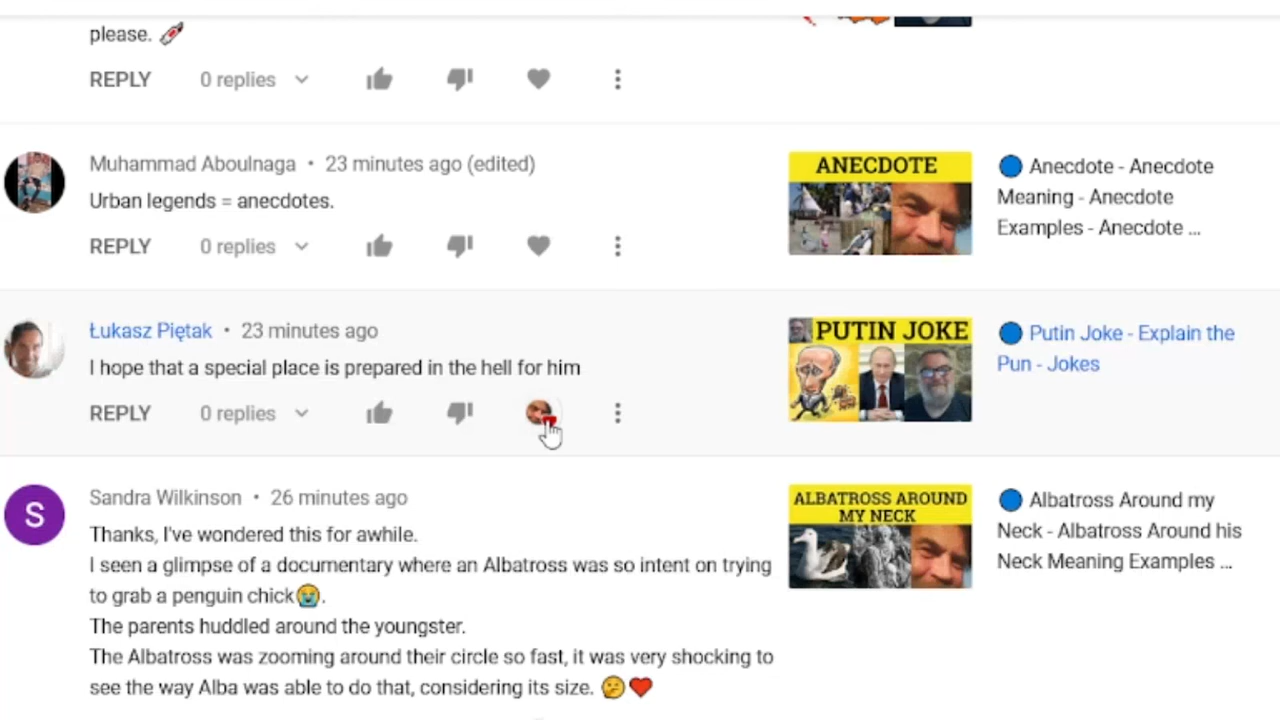 please.
REPLY 0 replies
Muhammad Aboulnaga • 23 minutes ago (edited)
Urban legends = anecdotes.
REPLY 0 replies
ANECDOTE
Anecdote - Anecdote
Meaning - Anecdote
Examples - Anecdote ...
Łukasz Piętak • 23 minutes ago
I hope that a special place is prepared in the hell for him
REPLY 0 replies
PUTIN JOKE
Putin Joke - Explain the
Pun - Jokes
S
Sandra Wilkinson • 26 minutes ago
Thanks, I've wondered this for awhile.
I seen a glimpse of a documentary where an Albatross was so intent on trying
to grab a penguin chick😭.
The parents huddled around the youngster.
The Albatross was zooming around their circle so fast, it was very shocking to
see the way Alba was able to do that, considering its size. 🫤❤️
ALBATROSS AROUND
MY NECK
Albatross Around my
Neck - Albatross Around his
Neck Meaning Examples ...